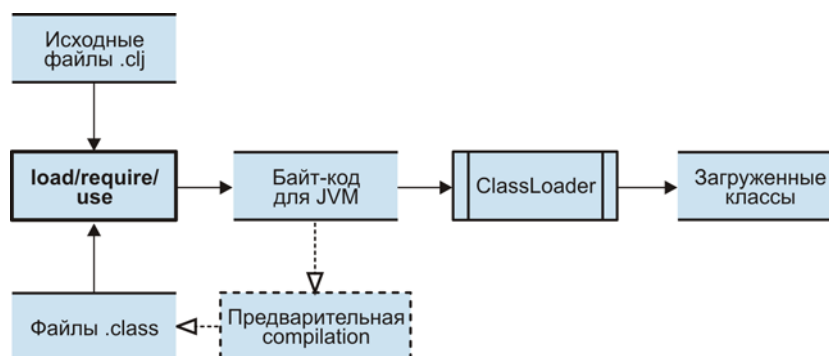 Исходные
файлы .clj
load/require/
use
Байт-код
для JVM
ClassLoader
Загруженные
классы
Файлы .class
Предварительная
compilation